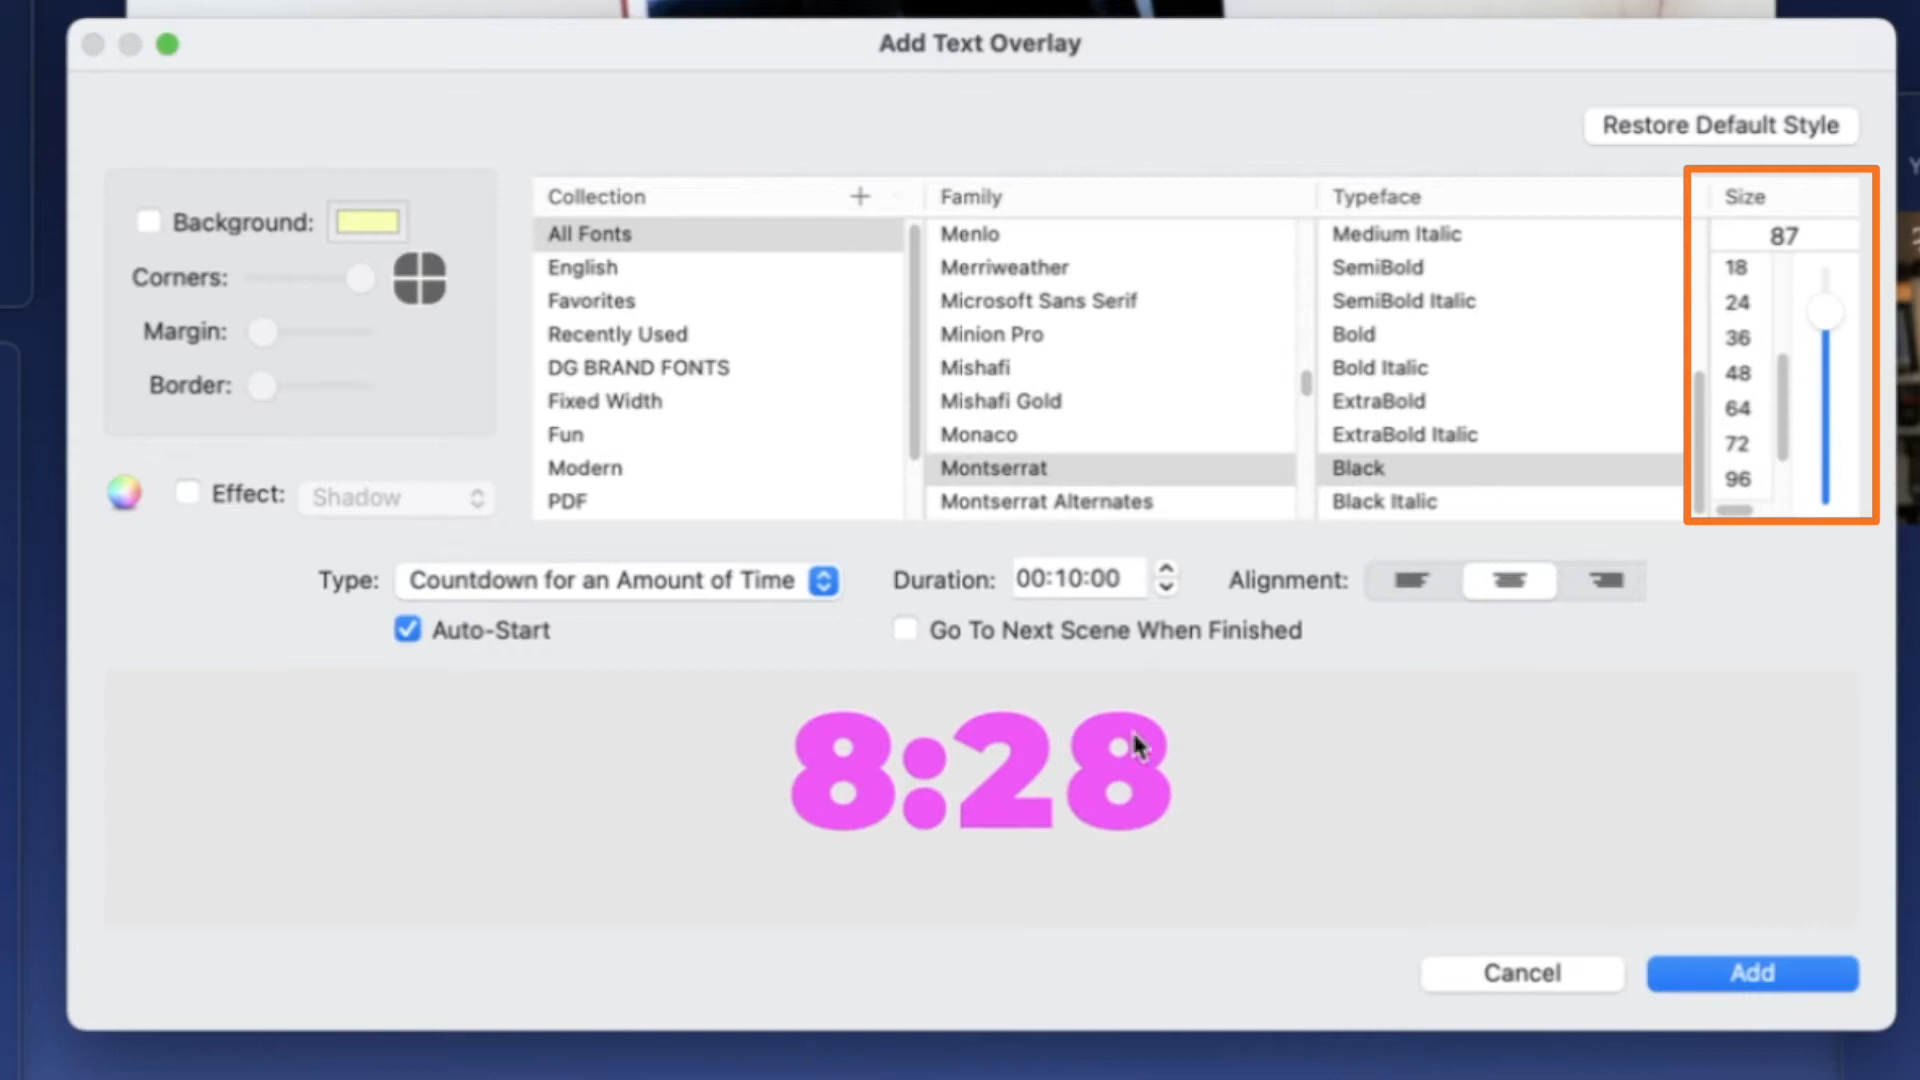 Add Text Overlay
Restore Default Style
Background:
Corners:
Margin:
Border:
Effect: Shadow
Collection +
All Fonts
English
Favorites
Recently Used
DG BRAND FONTS
Fixed Width
Fun
Modern
PDF
Family
Menlo
Merriweather
Microsoft Sans Serif
Minion Pro
Mishafi
Mishafi Gold
Monaco
Montserrat
Montserrat Alternates
Typeface
Medium Italic
SemiBold
SemiBold Italic
Bold
Bold Italic
ExtraBold
ExtraBold Italic
Black
Black Italic
Size
87
18
24
36
48
64
72
96
Type: Countdown for an Amount of Time Duration: 00:10:00 Alignment:
Auto-Start Go To Next Scene When Finished
8:28
Cancel Add